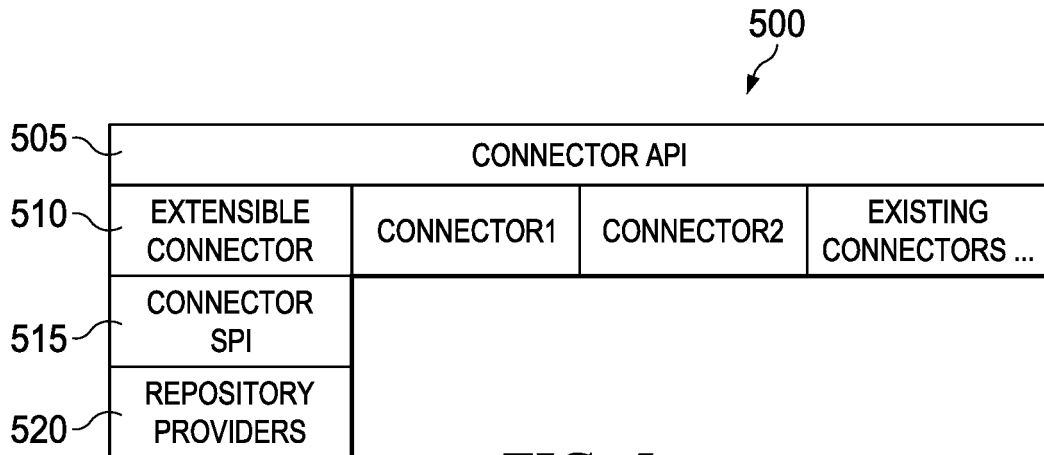 500
505
CONNECTOR API
510
EXTENSIBLE
CONNECTOR
CONNECTOR1
CONNECTOR2
EXISTING
CONNECTORS ...
515
CONNECTOR
SPI
520
REPOSITORY
PROVIDERS